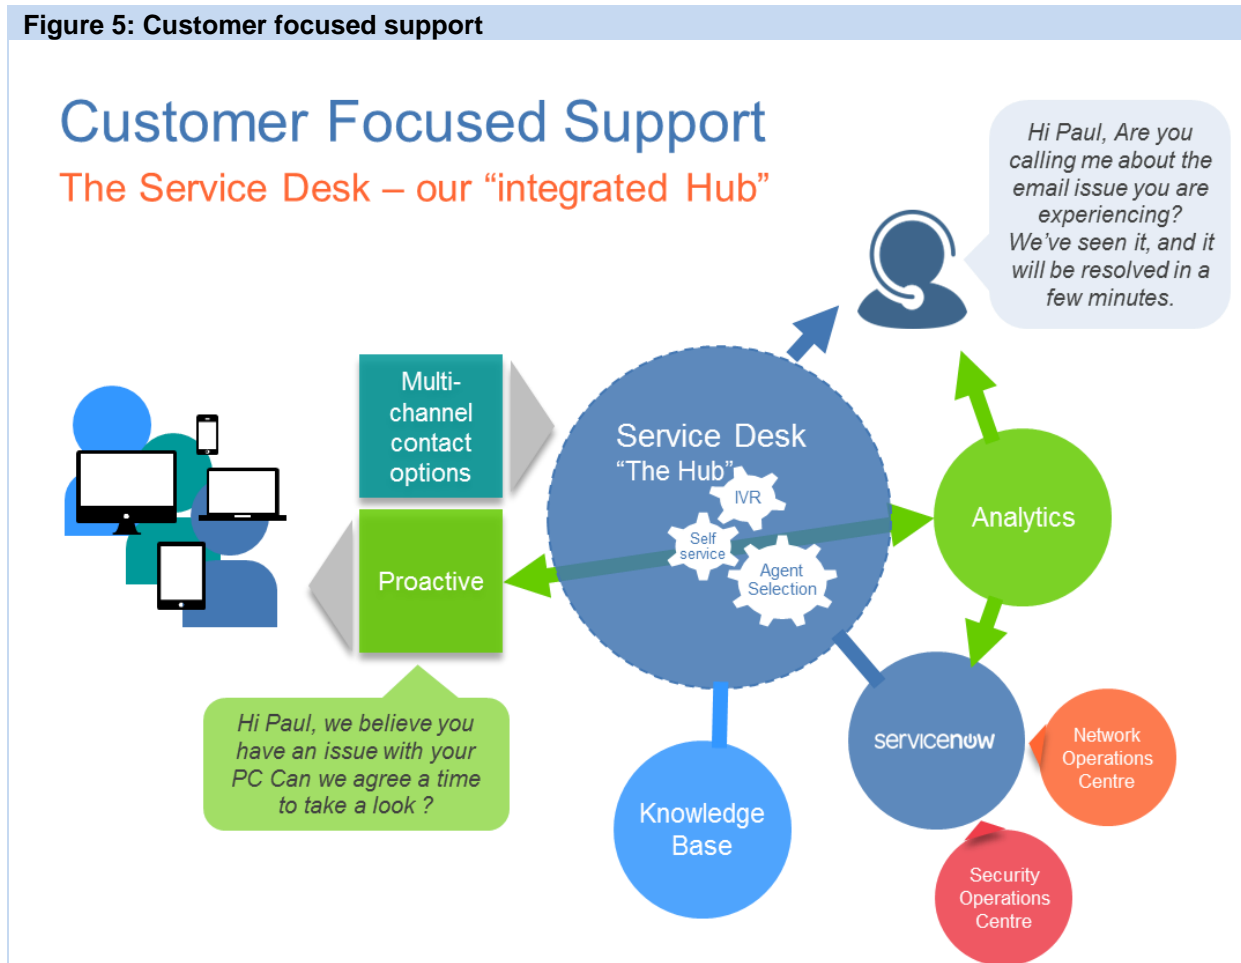 Figure 5: Customer focused support
Customer Focused Support
The Service Desk – our “integrated Hub”
Hi Paul, Are you
calling me about the
email issue you are
experiencing?
We’ve seen it, and it
will be resolved in a
few minutes.
Multi-
channel
contact
options
Service Desk
“The Hub”
IVR
Self
service
Agent
Selection
Analytics
Proactive
Hi Paul, we believe you
have an issue with your
PC Can we agree a time
to take a look ?
servicenow
Network
Operations
Centre
Knowledge
Base
Security
Operations
Centre